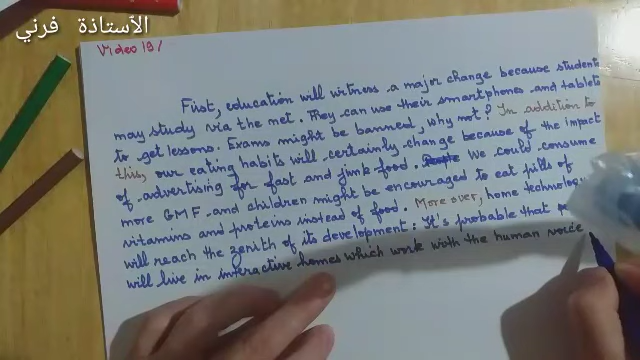 الآستاذة فرني
Video 19/
First, education will witness a major change because students
may study via the net. They can use their smartphones and tablets
to get lessons. Exams might be banned, why not? In addition to
this, our eating habits will certainly change because of the impact
of advertising for fast and junk food. We could consume
more GMF and children might be encouraged to eat pills of
vitamins and proteins instead of food. More over, home technology
will reach the zenith of its development: It's probable that
will live in interactive homes which work with the human voice